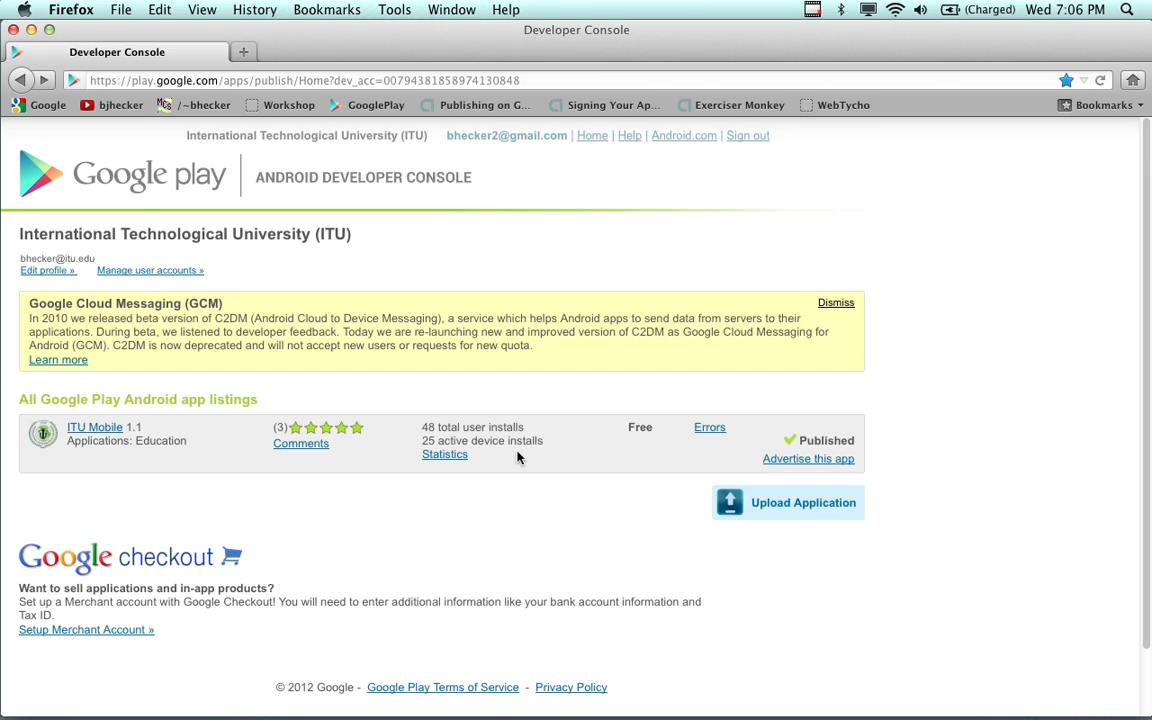 Firefox File Edit View History Bookmarks Tools Window Help (Charged) Wed 7:06 PM
Developer Console
Developer Console
https://play.google.com/apps/publish/Home?dev_acc=00794381858974130848
Google bjhecker /~bhecker Workshop GooglePlay Publishing on G... Signing Your Ap... Exerciser Monkey WebTycho Bookmarks
International Technological University (ITU) bhecker2@gmail.com | Home | Help | Android.com | Sign out
Google play ANDROID DEVELOPER CONSOLE
International Technological University (ITU)
bhecker@itu.edu
Edit profile » Manage user accounts »
Google Cloud Messaging (GCM) Dismiss
In 2010 we released beta version of C2DM (Android Cloud to Device Messaging), a service which helps Android apps to send data from servers to their
applications. During beta, we listened to developer feedback. Today we are re-launching new and improved version of C2DM as Google Cloud Messaging for
Android (GCM). C2DM is now deprecated and will not accept new users or requests for new quota.
Learn more
All Google Play Android app listings
ITU Mobile 1.1 (3) 48 total user installs Free Errors
Applications: Education Comments 25 active device installs Published
Statistics Advertise this app
Upload Application
Google checkout
Want to sell applications and in-app products?
Set up a Merchant account with Google Checkout! You will need to enter additional information like your bank account information and
Tax ID.
Setup Merchant Account »
© 2012 Google - Google Play Terms of Service - Privacy Policy